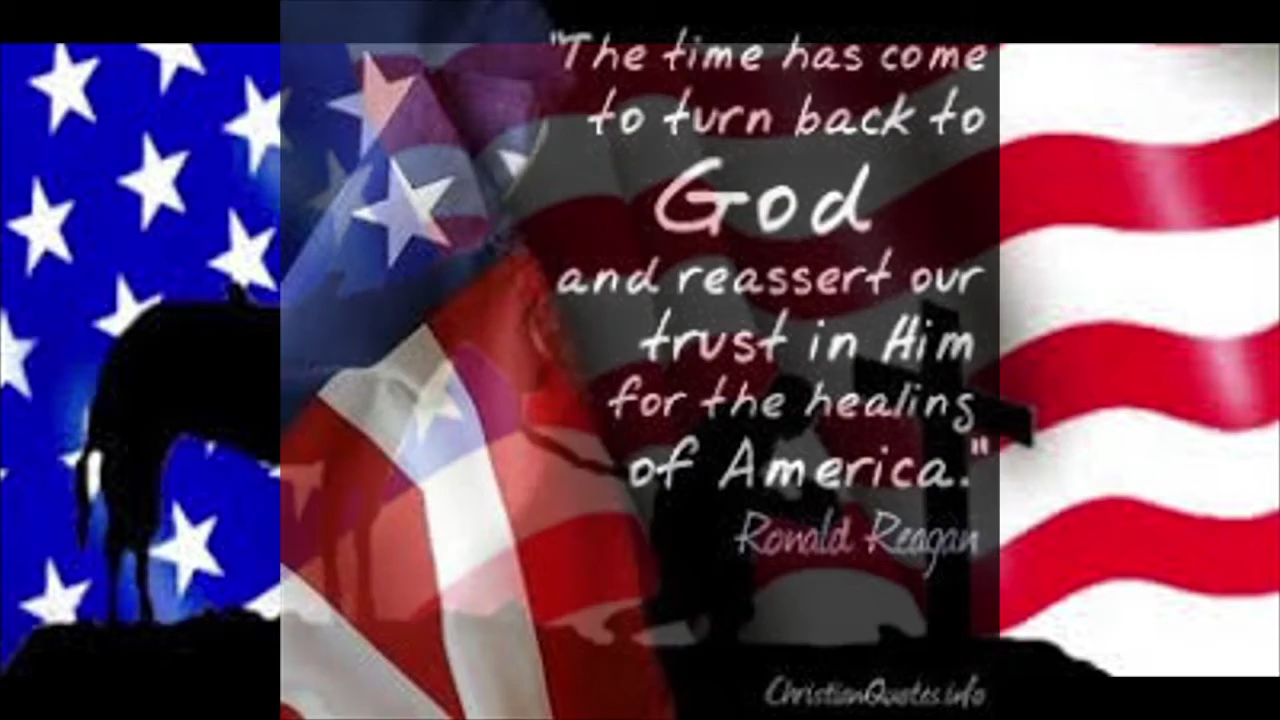 "The time has come
to turn back to
God
and reassert our
trust in Him
for the healing
of America."
Ronald Reagan
ChristianQuotes.info